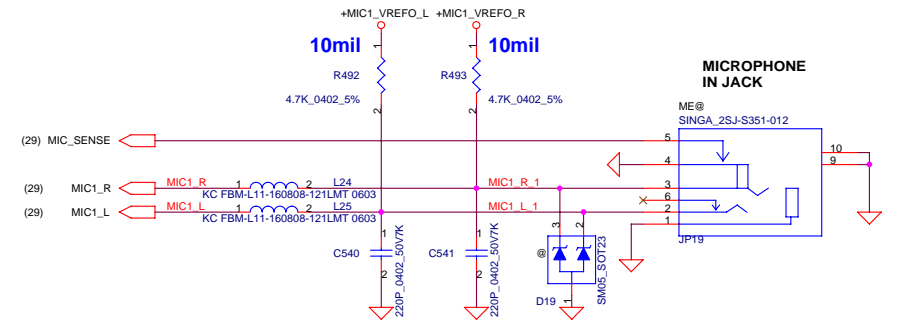 +MIC1_VREFO_L
+MIC1_VREFO_R
10mil
10mil
1
1
R492
R493
4.7K_0402_5%
4.7K_0402_5%
2
2
MICROPHONE
IN JACK
ME@
SINGA_2SJ-S351-012
(29) MIC_SENSE
5
10
9
4
(29) MIC1_R
MIC1_R
1
2
L24
MIC1_R_1
3
KC FBM-L11-160808-121LMT 0603
6
(29) MIC1_L
MIC1_L
1
2
L25
MIC1_L_1
2
KC FBM-L11-160808-121LMT 0603
1
JP19
1
C540
2
220P_0402_50V7K
1
C541
2
220P_0402_50V7K
3
2
@
SM05_SOT23
D19
1